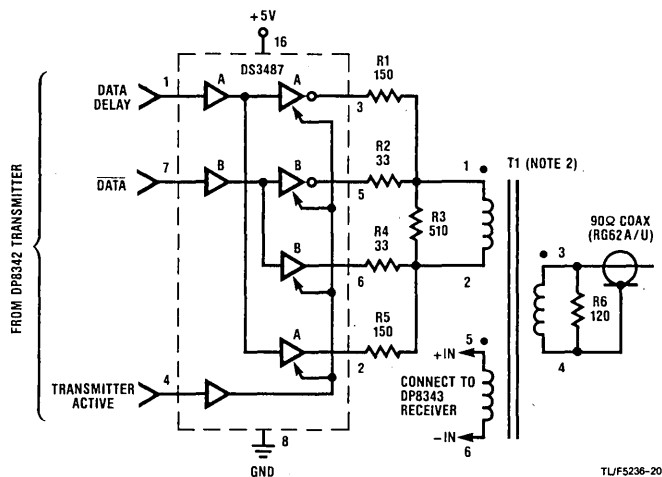 +5V
16
DS3487
DATA
DELAY
1
A
A
3
R1
150
FROM DP8342 TRANSMITTER
DATA
7
B
B
5
R2
33
R3
510
B
6
R4
33
A
2
R5
150
TRANSMITTER
ACTIVE
4
8
GND
1
2
T1 (NOTE 2)
5
+IN
CONNECT TO
DP8343
RECEIVER
-IN
6
3
4
90Ω COAX
(RG62A/U)
R6
120
TL/F5236-20